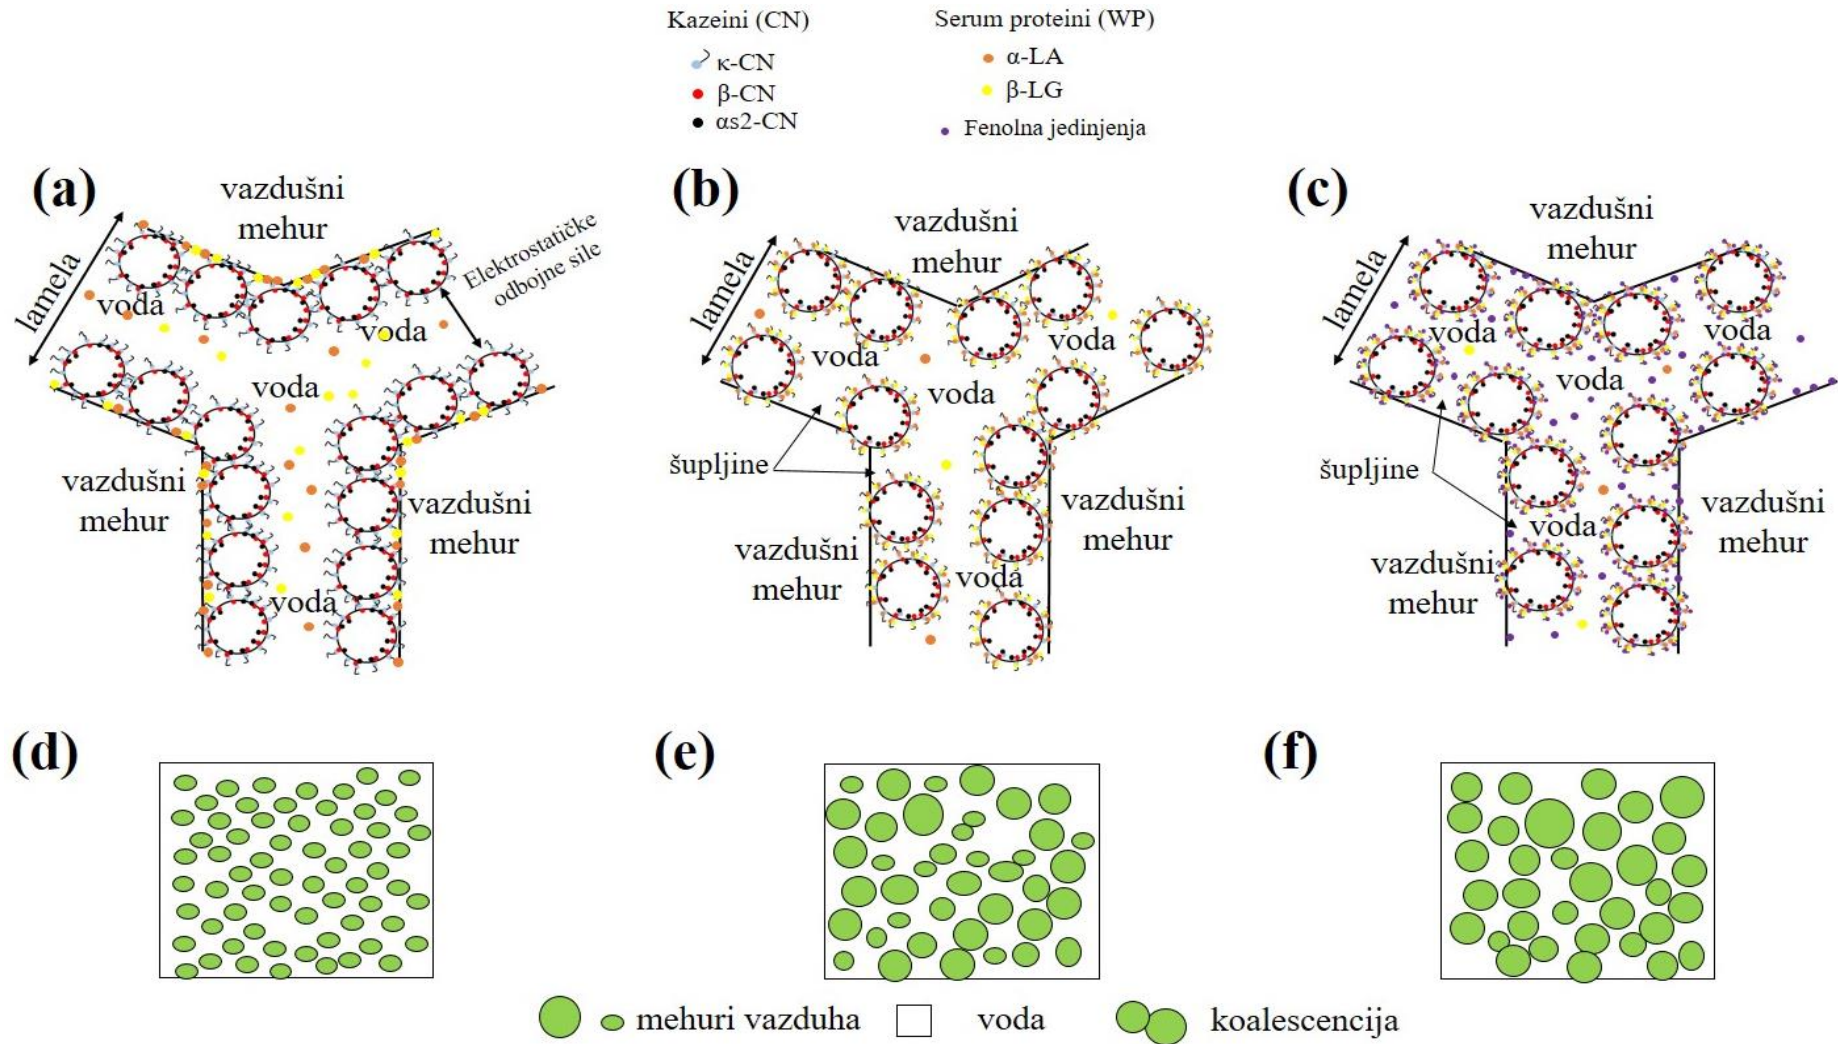 Kazeini (CN)
κ-CN
β-CN
αs2-CN
Serum proteini (WP)
α-LA
β-LG
Fenolna jedinjenja
(a)
vazdušni
mehur
Elektrostatičke
odbojne sile
lamela
voda
voda
voda
vazdušni
mehur
vazdušni
mehur
voda
(b)
vazdušni
mehur
lamela
voda
voda
voda
šupljine
vazdušni
mehur
vazdušni
mehur
voda
(c)
vazdušni
mehur
lamela
voda
voda
voda
šupljine
voda
vazdušni
mehur
vazdušni
mehur
(d)
(e)
(f)
mehuri vazduha
voda
koalescencija